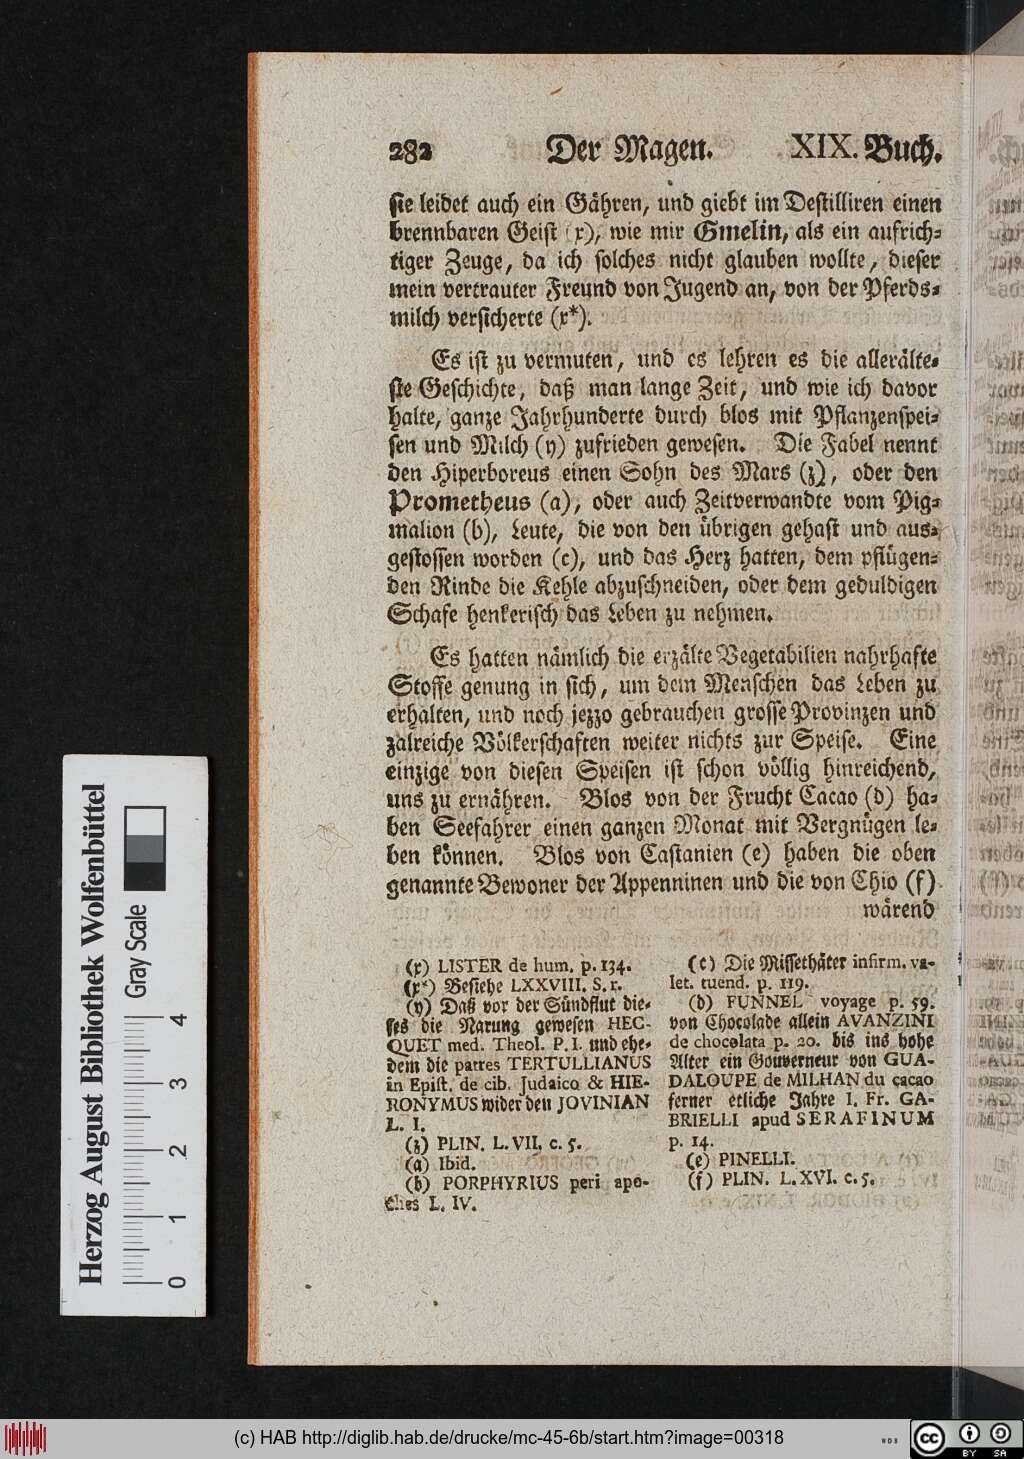 282 Der Magen. XIX. Buch.
sie leidet auch ein Gähren, und giebt im Destilliren einen
brennbaren Geist (x), wie mir Gmelin, als ein aufrich-
tiger Zeuge, da ich solches nicht glauben wollte, dieser
mein vertrauter Freund von Jugend an, von der Pferds-
milch versicherte (x*).
Es ist zu vermuten, und es lehren es die allerälte-
ste Geschichte, daß man lange Zeit, und wie ich davor
halte, ganze Jahrhunderte durch blos mit Pflanzenspei-
sen und Milch (y) zufrieden gewesen. Die Fabel nennt
den Hiperboreus einen Sohn des Mars (z), oder den
Prometheus (a), oder auch Zeitverwandte vom Pig-
malion (b), Leute, die von den übrigen gehast und aus-
gestossen worden (c), und das Herz hatten, dem pflügen-
den Rinde die Kehle abzuschneiden, oder dem geduldigen
Schafe henkerisch das Leben zu nehmen.
Es hatten nämlich die erzälte Vegetabilien nahrhafte
Stoffe genung in sich, um dem Menschen das Leben zu
erhalten, und noch jezzo gebrauchen grosse Provinzen und
zalreiche Völkerschaften weiter nichts zur Speise. Eine
einzige von diesen Speisen ist schon völlig hinreichend,
uns zu ernähren. Blos von der Frucht Cacao (d) ha-
ben Seefahrer einen ganzen Monat mit Vergnügen le-
ben können. Blos von Castanien (e) haben die oben
genannte Bewoner der Appenninen und die von Chio (f)
wärend
(x) LISTER de hum. p. 134.
(x*) Besiehe LXXVIII. S. r.
(y) Daß vor der Sündflut die-
ses die Narung gewesen HEC-
QUET med. Theol. P. I. und ehe-
dem die patres TERTULLIANUS
in Epist. de cib. Judaico & HIE-
RONYMUS wider den JOVINIAN
L. I.
(z) PLIN. L. VII. c. 5.
(a) Ibid.
(b) PORPHYRIUS peri apo-
ches L. IV.
(c) Die Missethäter infirm. va-
let. tuend. p. 119.
(d) FUNNEL voyage p. 59.
von Chocolade allein AVANZINI
de chocolata p. 20. bis ins hohe
Alter ein Gouverneur von GUA-
DALOUPE de MILHAN du cacao
ferner etliche Jahre I. Fr. GA-
BRIELLI apud SERAFINUM
p. 14.
(e) PINELLI.
(f) PLIN. L. XVI. c. 5.
Herzog August Bibliothek Wolfenbüttel
Gray Scale
0 1 2 3 4
(c) HAB http://diglib.hab.de/drucke/mc-45-6b/start.htm?image=00318
WDB
cc BY SA